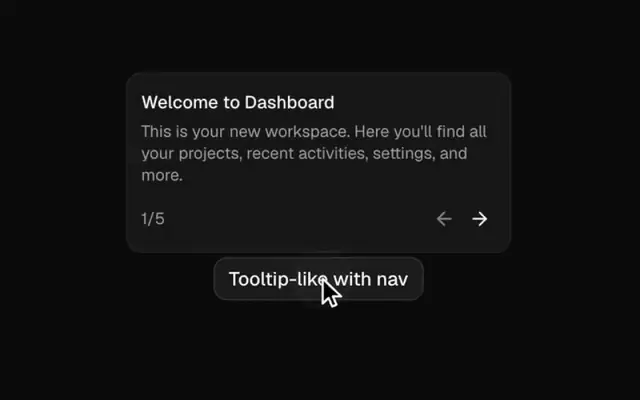 Welcome to Dashboard
This is your new workspace. Here you'll find all
your projects, recent activities, settings, and
more.
1/5
Tooltip-like with nav